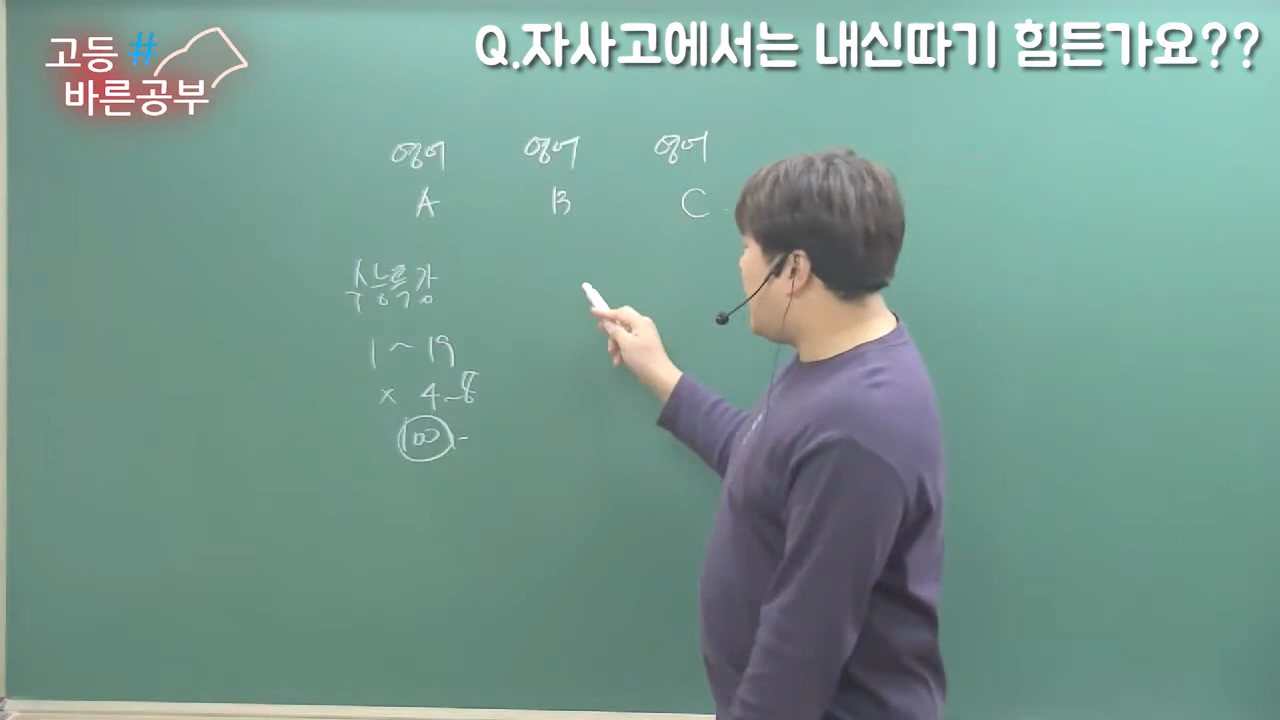 고등 #
바른공부
Q.자사고에서는 내신따기 힘든가요??
영어 영어 영어
A B C
수능특강
1~19
x 4~8
100-